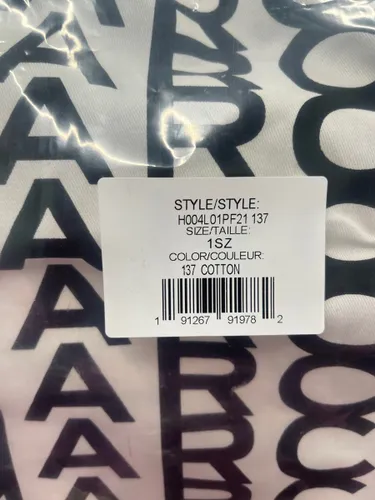 A R C
A R O
A R C
A R O
STYLE/STYLE:
H004L01PF21 137
SIZE/TAILLE:
1SZ
COLOR/COULEUR:
137 COTTON
1 91267 91978 2
A R O
A R C
A R O
A R C